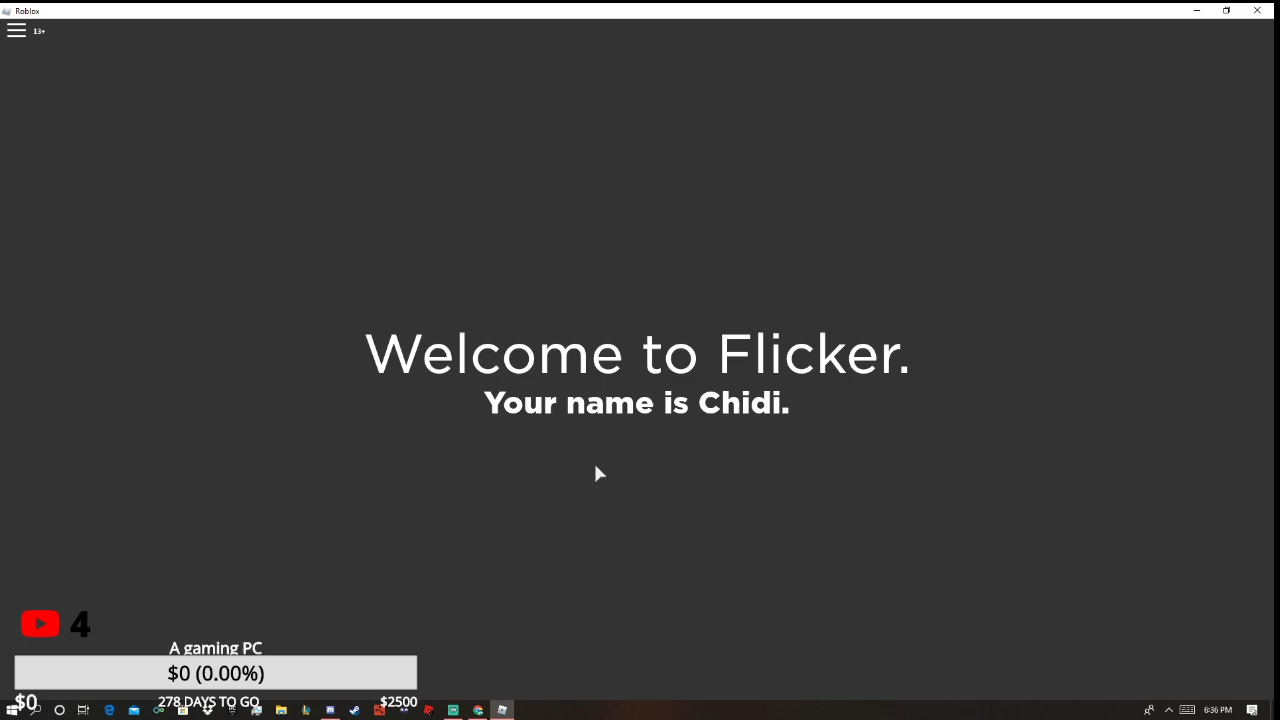 Roblox
13+
Welcome to Flicker.
Your name is Chidi.
4
A gaming PC
$0 (0.00%)
$0
278 DAYS TO GO
$2500
6:36 PM